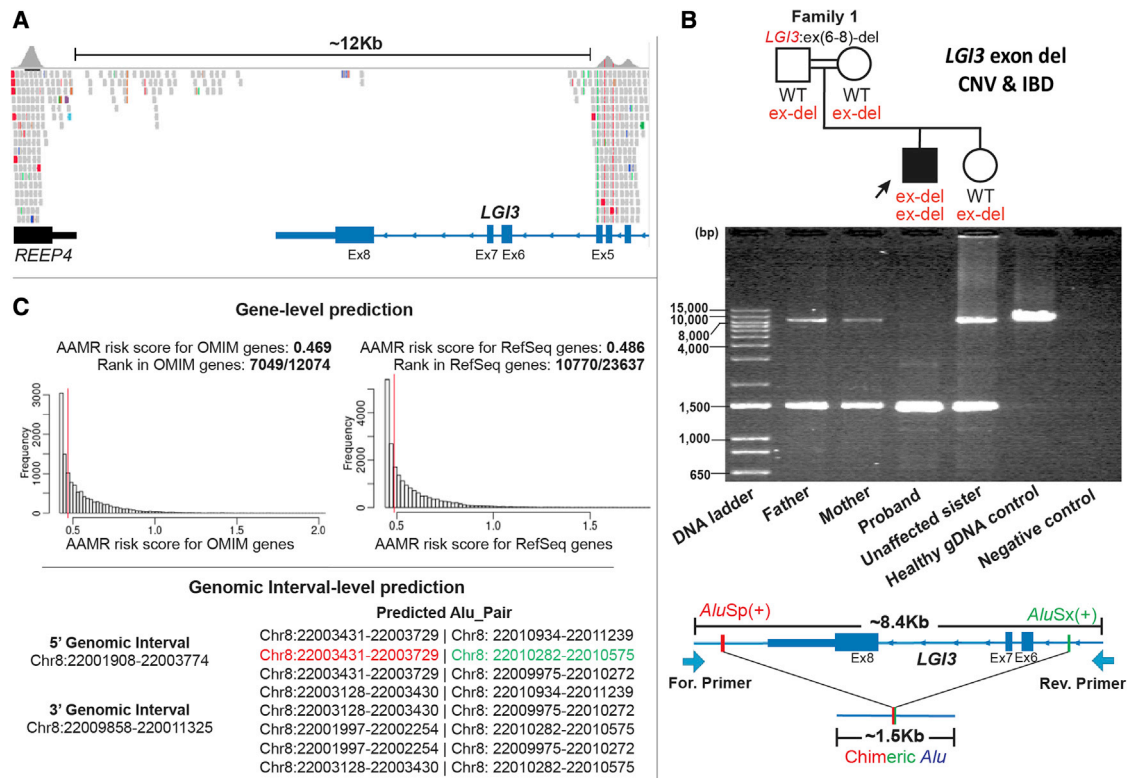 A
~12Kb
LGI3
REEP4
Ex8
Ex7 Ex6
Ex5
B
Family 1
LGI3:ex(6-8)-del
LGI3 exon del
CNV & IBD
WT
ex-del
WT
ex-del
ex-del
ex-del
WT
ex-del
(bp)
15,000
10,000
8,000
4,000
1,500
1,000
650
DNA ladder
Father
Mother
Proband
Unaffected sister
Healthy gDNA control
Negative control
AluSp(+)
AluSx(+)
~8.4Kb
Ex8
LGI3
Ex7 Ex6
For. Primer
Rev. Primer
~1.5Kb
Chimeric Alu
C
Gene-level prediction
AAMR risk score for OMIM genes: 0.469
Rank in OMIM genes: 7049/12074
Frequency
0 1000 2000 3000
0.5 1.0 1.5 2.0
AAMR risk score for OMIM genes
AAMR risk score for RefSeq genes: 0.486
Rank in RefSeq genes: 10770/23637
Frequency
0 2000 4000
0.5 1.0 1.5
AAMR risk score for RefSeq genes
Genomic Interval-level prediction
Predicted Alu_Pair
5' Genomic Interval
Chr8:22001908-22003774
3' Genomic Interval
Chr8:22009858-220011325
Chr8:22003431-22003729 | Chr8: 22010934-22011239
Chr8:22003431-22003729 | Chr8: 22010282-22010575
Chr8:22003431-22003729 | Chr8: 22009975-22010272
Chr8:22003128-22003430 | Chr8: 22010934-22011239
Chr8:22003128-22003430 | Chr8: 22009975-22010272
Chr8:22001997-22002254 | Chr8: 22010282-22010575
Chr8:22001997-22002254 | Chr8: 22009975-22010272
Chr8:22003128-22003430 | Chr8: 22010282-22010575